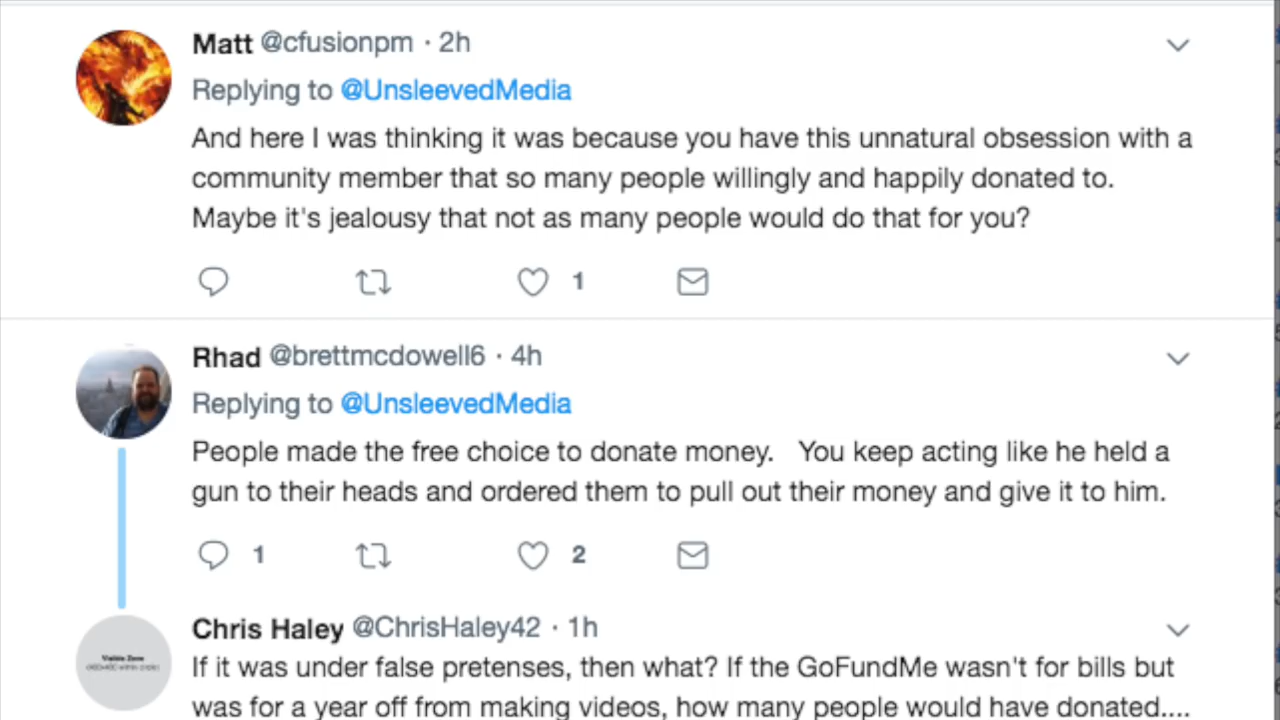 Matt @cfusionpm · 2h
Replying to @UnsleevedMedia
And here I was thinking it was because you have this unnatural obsession with a
community member that so many people willingly and happily donated to.
Maybe it's jealousy that not as many people would do that for you?
1
Rhad @brettmcdowell6 · 4h
Replying to @UnsleevedMedia
People made the free choice to donate money.   You keep acting like he held a
gun to their heads and ordered them to pull out their money and give it to him.
1 2
Chris Haley @ChrisHaley42 · 1h
Visible Zone
If it was under false pretenses, then what? If the GoFundMe wasn't for bills but
was for a year off from making videos, how many people would have donated....